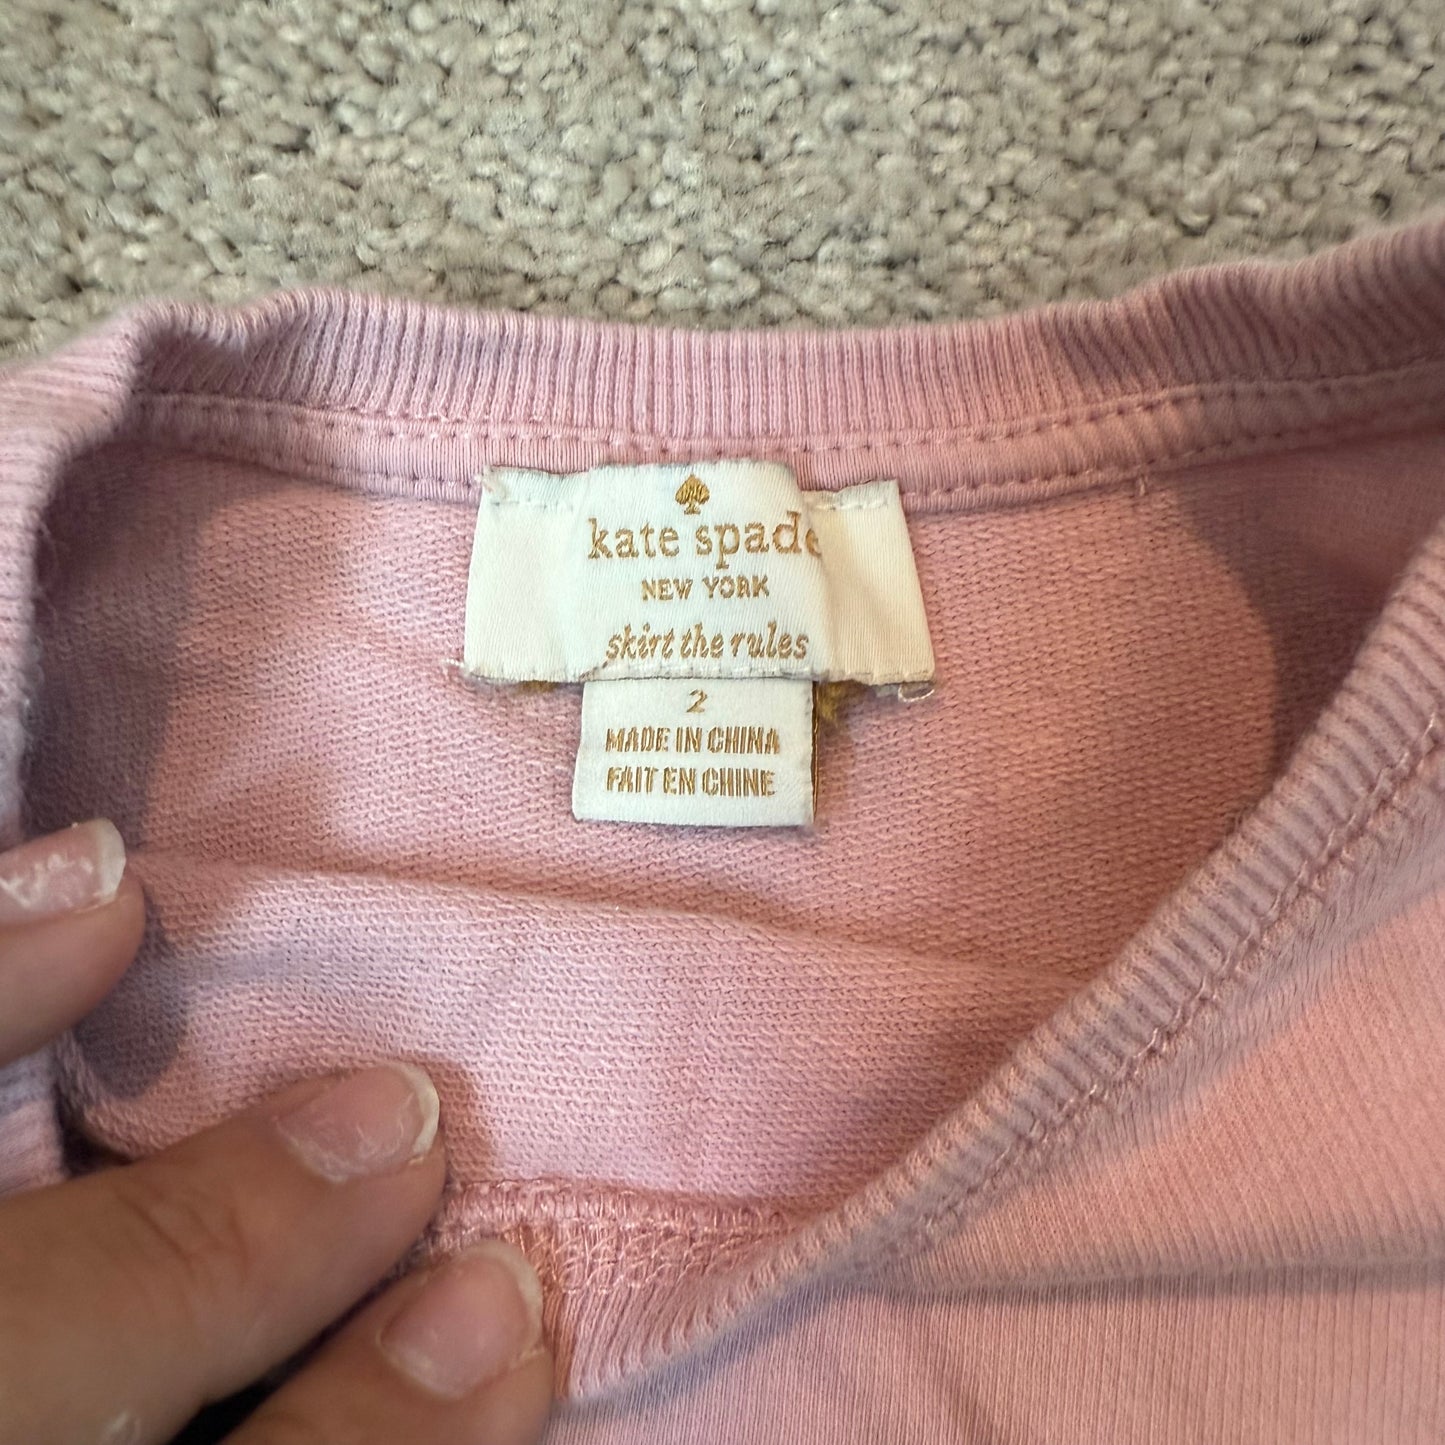 kate spade
NEW YORK
skirt the rules
2
MADE IN CHINA
FAIT EN CHINE